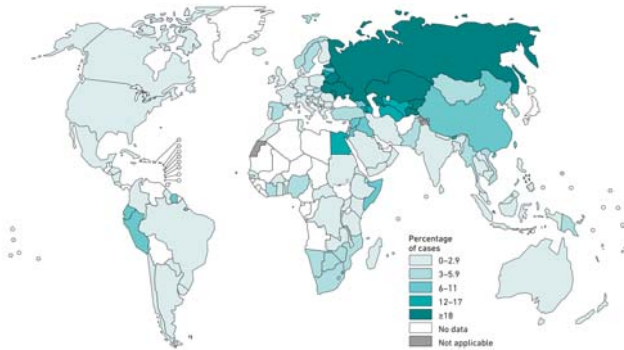 Percentage
of cases
0–2.9
3–5.9
6–11
12–17
≥18
No data
Not applicable